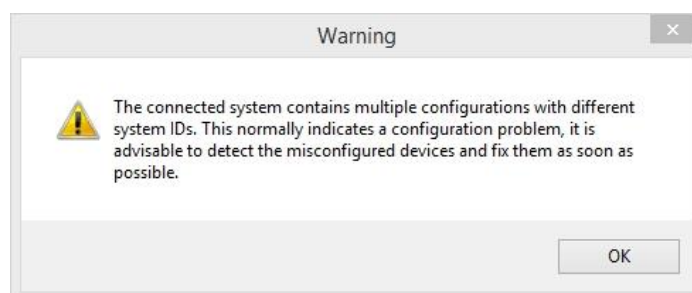 Warning
The connected system contains multiple configurations with different
system IDs. This normally indicates a configuration problem, it is
advisable to detect the misconfigured devices and fix them as soon as
possible.
OK